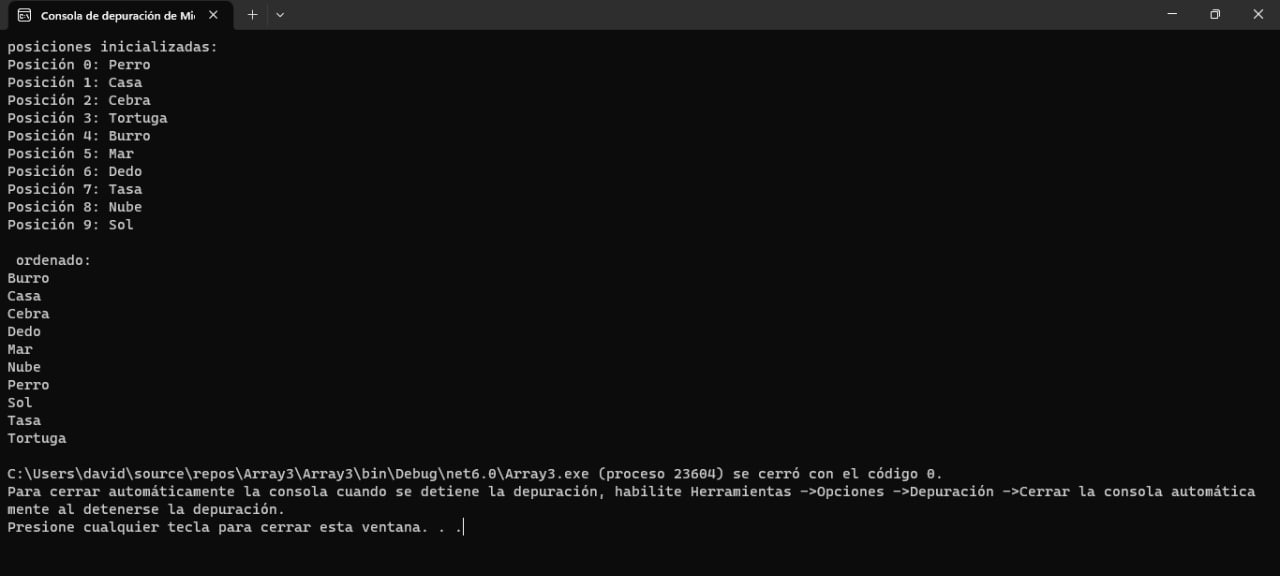 Consola de depuración de Mi
posiciones inicializadas:
Posición 0: Perro
Posición 1: Casa
Posición 2: Cebra
Posición 3: Tortuga
Posición 4: Burro
Posición 5: Mar
Posición 6: Dedo
Posición 7: Tasa
Posición 8: Nube
Posición 9: Sol
ordenado:
Burro
Casa
Cebra
Dedo
Mar
Nube
Perro
Sol
Tasa
Tortuga
C:\Users\david\source\repos\Array3\Array3\bin\Debug\net6.0\Array3.exe (proceso 23604) se cerró con el código 0.
Para cerrar automáticamente la consola cuando se detiene la depuración, habilite Herramientas ->Opciones ->Depuración ->Cerrar la consola automática
mente al detenerse la depuración.
Presione cualquier tecla para cerrar esta ventana. . .